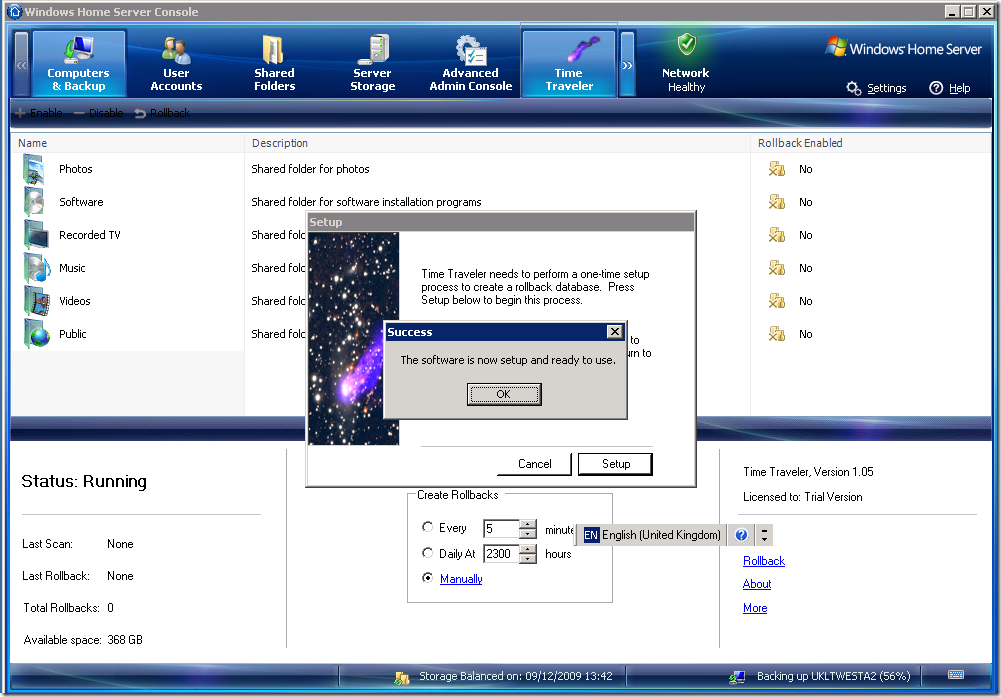 Windows Home Server Console
Computers
& Backup
User
Accounts
Shared
Folders
Server
Storage
Advanced
Admin Console
Time
Traveler
Network
Healthy
Windows Home Server
Settings
Help
Enable
Disable
Rollback
Name
Description
Rollback Enabled
Photos
Shared folder for photos
No
Software
Shared folder for software installation programs
No
Recorded TV
Shared
No
Music
Shared
No
Videos
Shared
No
Public
Shared
No
Setup
Time Traveler needs to perform a one-time setup
process to create a rollback database. Press
Setup below to begin this process.
to
to
Success
The software is now setup and ready to use.
OK
Cancel
Setup
Status: Running
Last Scan: None
Last Rollback: None
Total Rollbacks: 0
Available space: 368 GB
Create Rollbacks
Every 5
Daily At 2300 hours
Manually
EN English (United Kingdom)
Time Traveler, Version 1.05
Licensed to: Trial Version
Rollback
About
More
Storage Balanced on: 09/12/2009 13:42
Backing up UKLTWESTA2 (56%)